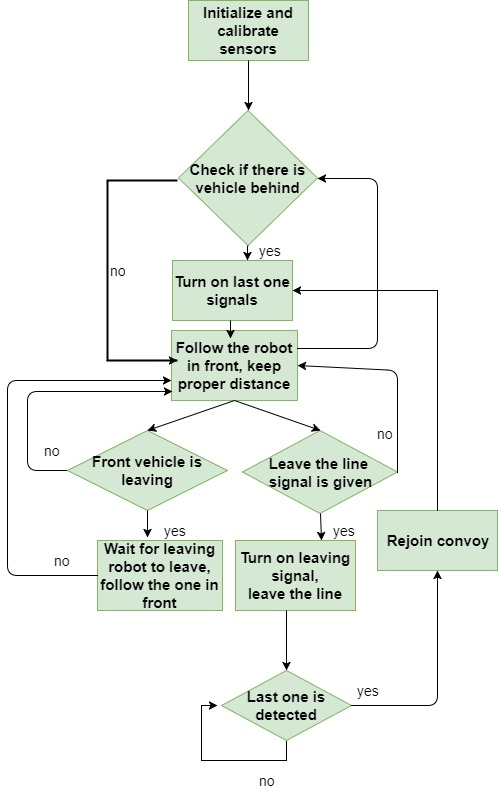 Initialize and
calibrate
sensors
Check if there is
vehicle behind
no
yes
Turn on last one
signals
Follow the robot
in front, keep
proper distance
no
no
Front vehicle is
leaving
Leave the line
signal is given
yes
yes
no
Wait for leaving
robot to leave,
follow the one in
front
Turn on leaving
signal,
leave the line
Rejoin convoy
Last one is
detected
yes
no